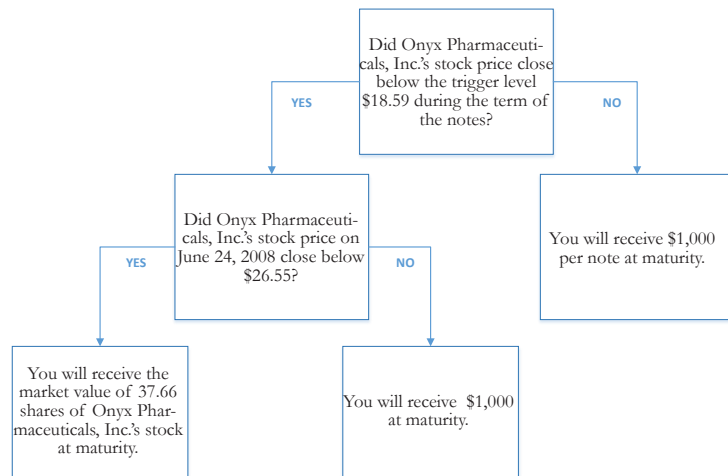 Did Onyx Pharmaceuti-
cals, Inc.'s stock price close
below the trigger level
$18.59 during the term of
the notes?
YES
NO
Did Onyx Pharmaceuti-
cals, Inc.'s stock price on
June 24, 2008 close below
$26.55?
You will receive $1,000
per note at maturity.
YES
NO
You will receive the
market value of 37.66
shares of Onyx Phar-
maceuticals, Inc.'s stock
at maturity.
You will receive  $1,000
at maturity.